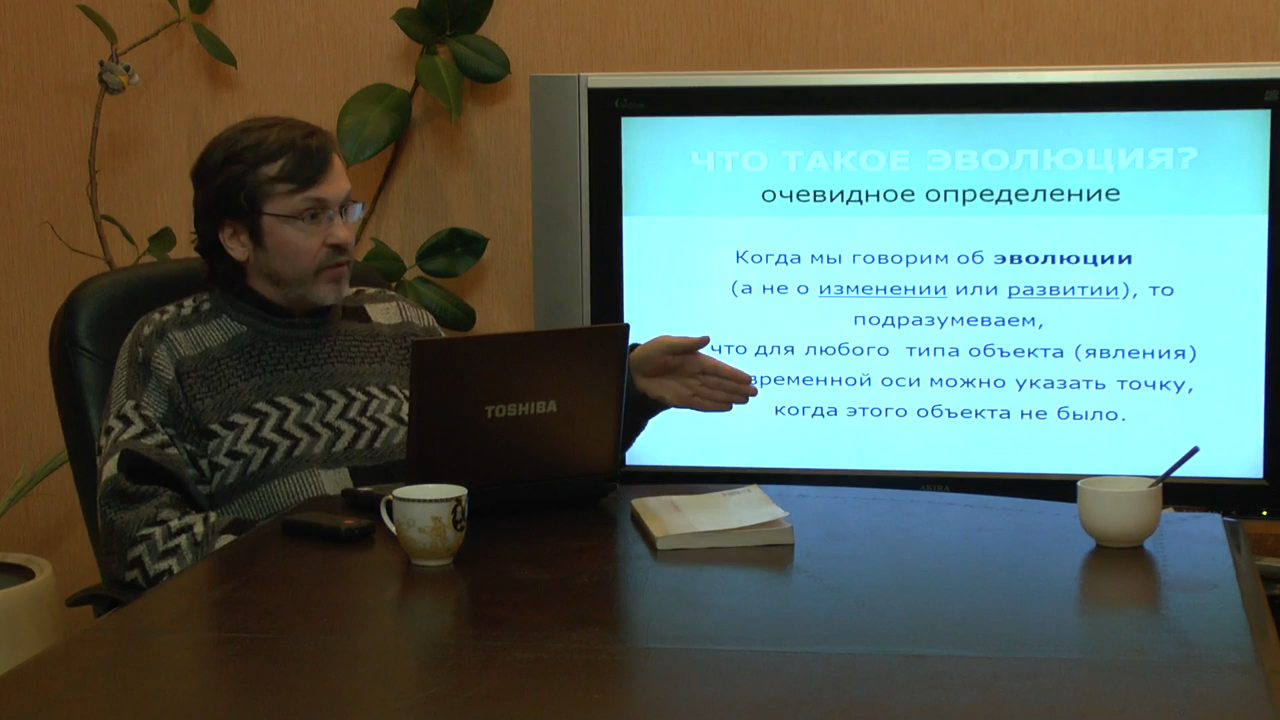 ЧТО ТАКОЕ ЭВОЛЮЦИЯ?
очевидное определение
Когда мы говорим об эволюции
(а не о изменении или развитии), то
подразумеваем,
что для любого типа объекта (явления)
временной оси можно указать точку,
когда этого объекта не было.
TOSHIBA
AKIRA